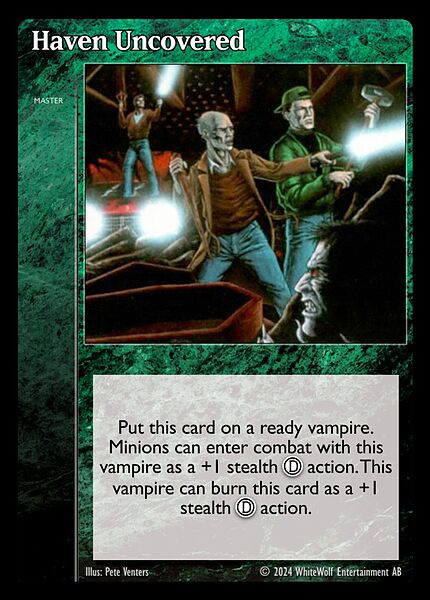 Haven Uncovered
MASTER
Put this card on a ready vampire.
Minions can enter combat with this
vampire as a +1 stealth Ⓓ action. This
vampire can burn this card as a +1
stealth Ⓓ action.
Illus: Pete Venters
© 2024 WhiteWolf Entertainment AB